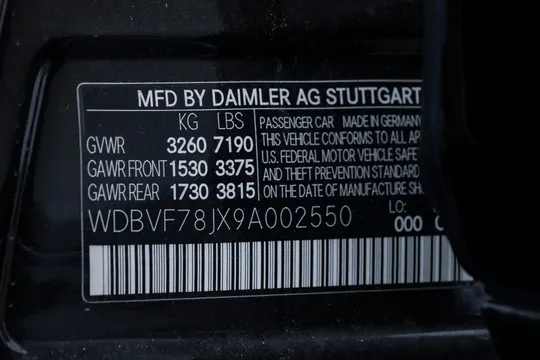 MFD BY DAIMLER AG STUTTGART
KG LBS
GVWR 3260 7190
GAWR FRONT 1530 3375
GAWR REAR 1730 3815
PASSENGER CAR MADE IN GERMANY
THIS VEHICLE CONFORMS TO ALL
U.S. FEDERAL MOTOR VEHICLE
AND THEFT PREVENTION STANDARD
ON THE DATE OF MANUFACTURE
WDBVF78JX9A002550
LO:
000